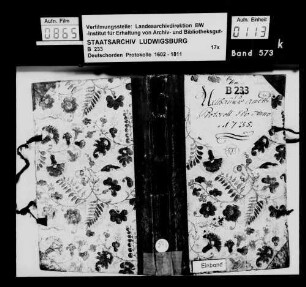 Aufn. Film
0865
Verfilmungsstelle: Landesarchivdirektion BW
-Institut für Erhaltung von Archiv- und Bibliotheksgut-
STAATSARCHIV LUDWIGSBURG
B 233 17x
Deutschorden Protokolle 1602 - 1811
Aufn. Einheit
0113
Band 573
k
B 233
1735
Einband